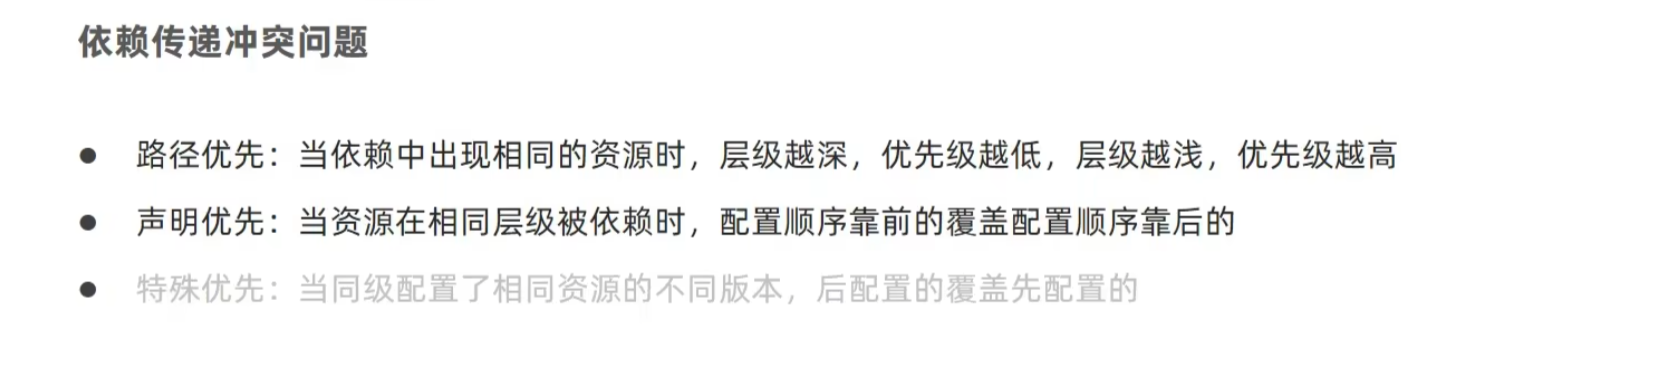 依赖传递冲突问题
● 路径优先：当依赖中出现相同的资源时，层级越深，优先级越低，层级越浅，优先级越高
● 声明优先：当资源在相同层级被依赖时，配置顺序靠前的覆盖配置顺序靠后的
● 特殊优先：当同级配置了相同资源的不同版本，后配置的覆盖先配置的